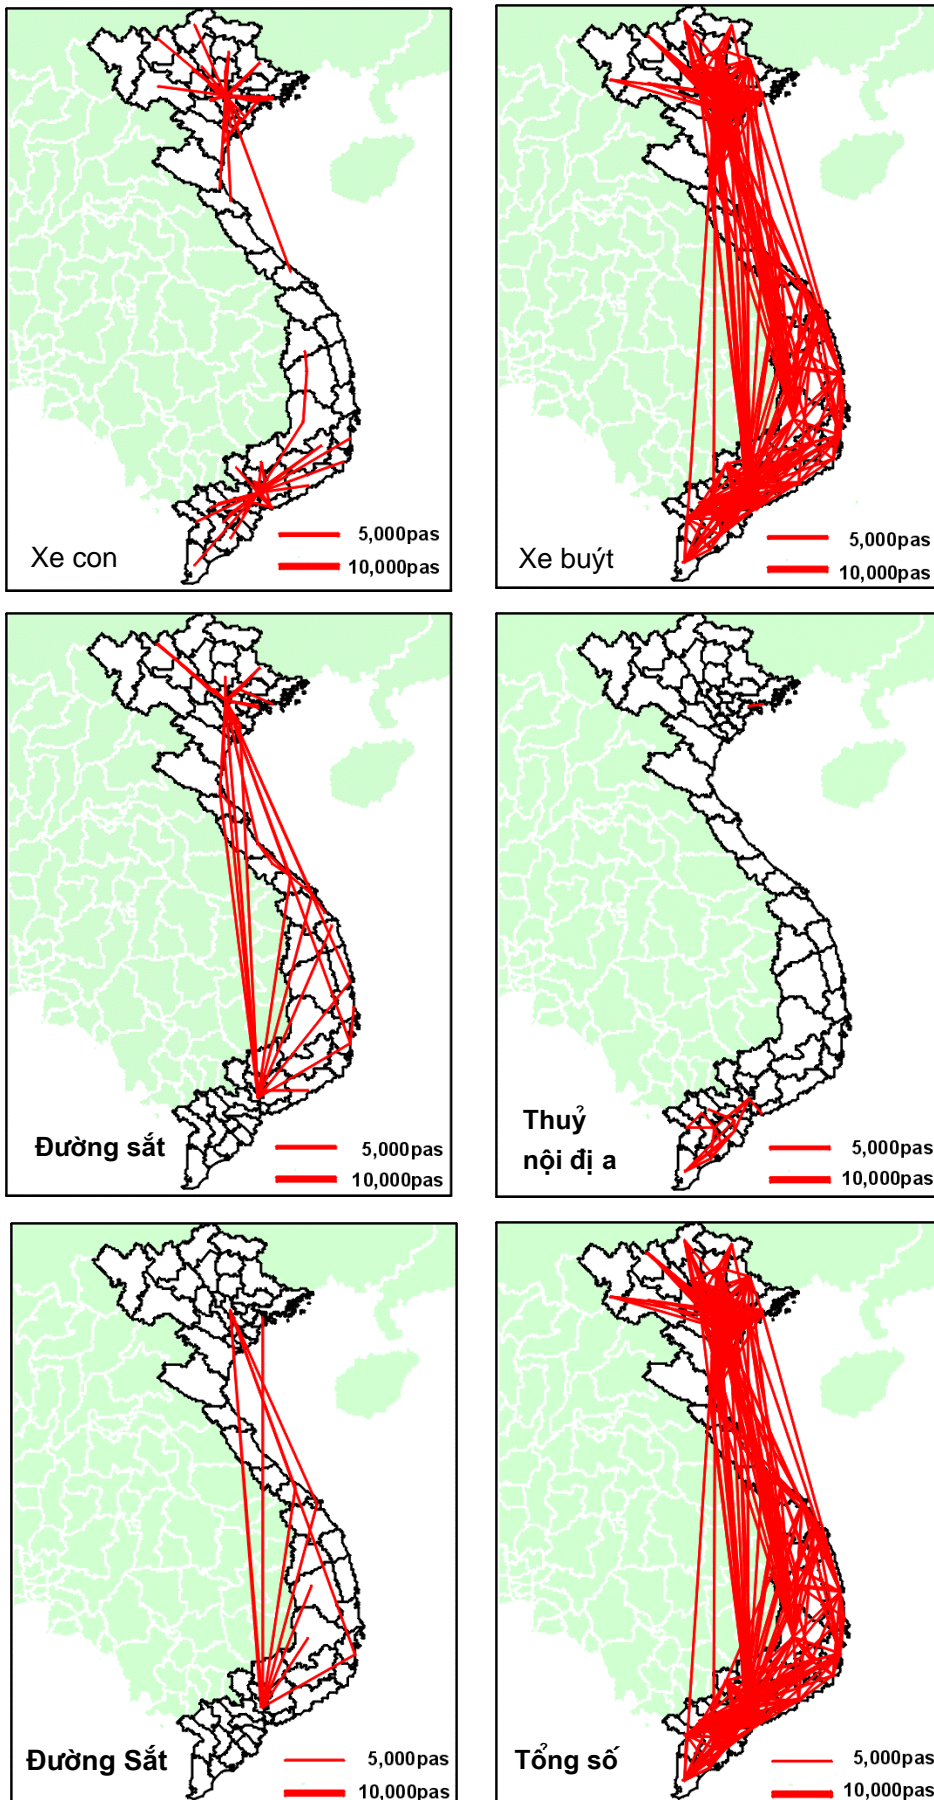 5,000pas
Xe con
10,000pas
5,000pas
Xe buýt
10,000pas
Đường sắt
5,000pas
10,000pas
Thuỷ
nội đị a
5,000pas
10,000pas
Đường Sắt
5,000pas
10,000pas
Tổng số
5,000pas
10,000pas